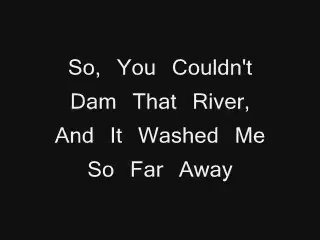 So, You Couldn't
Dam That River,
And It Washed Me
So Far Away